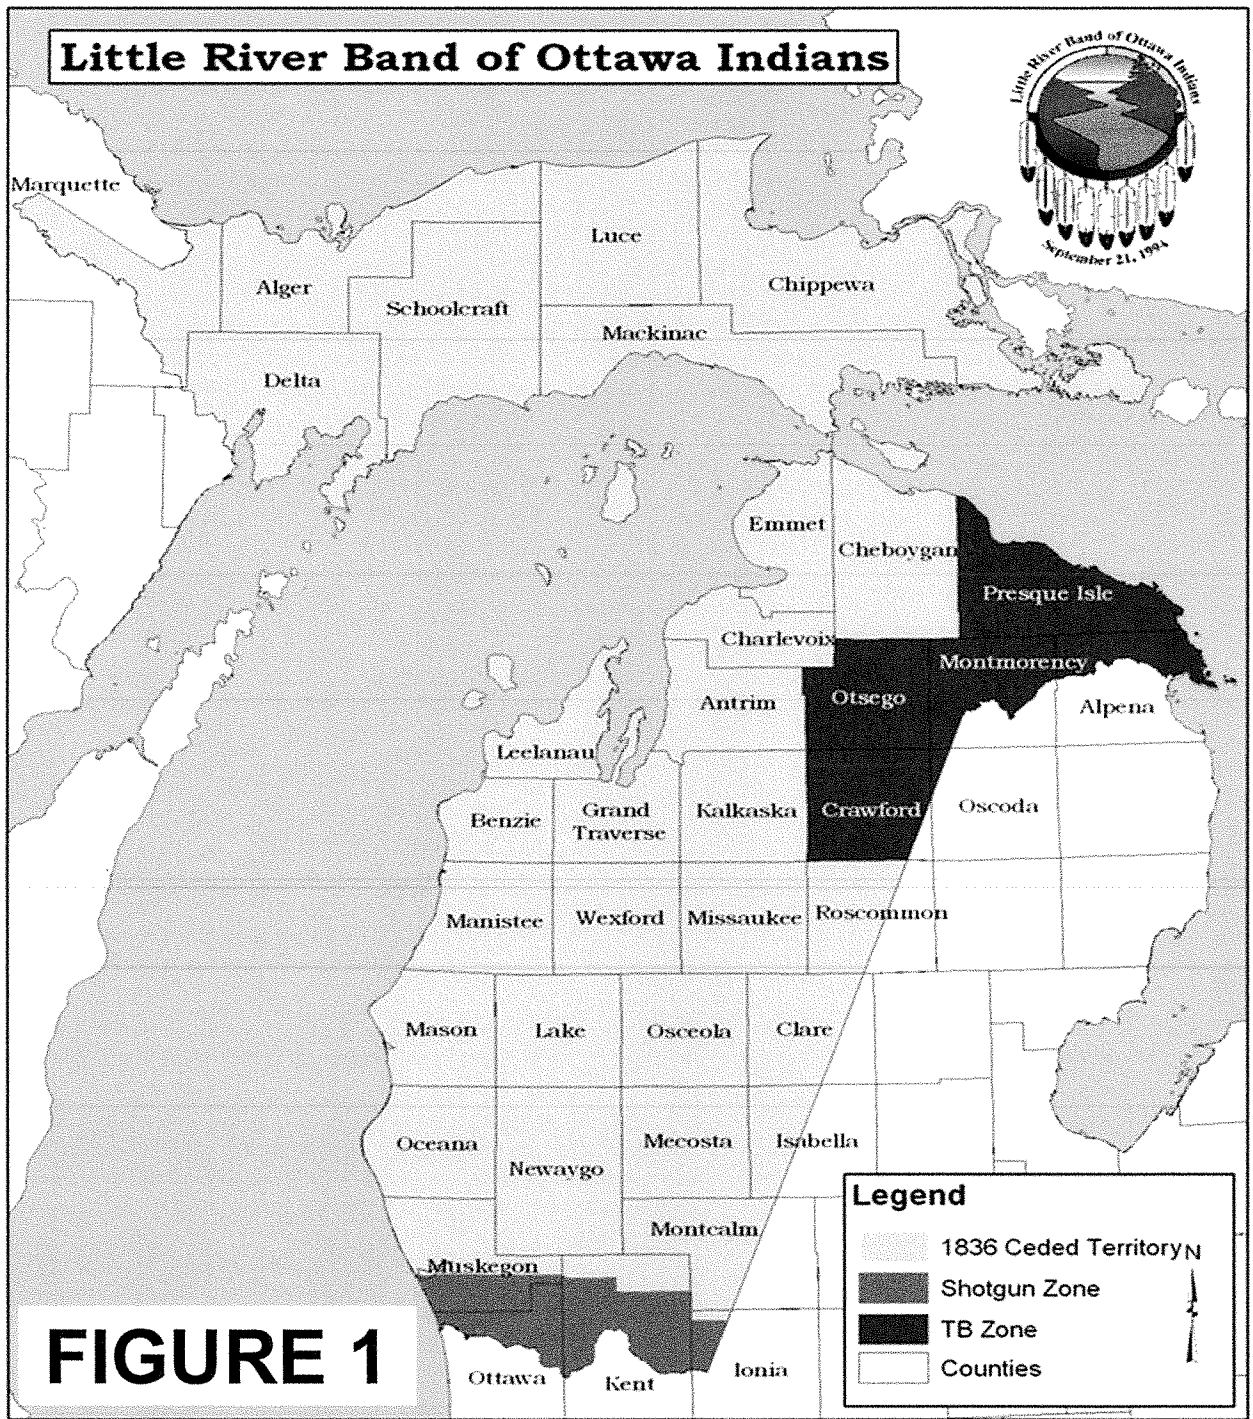 Little River Band of Ottawa Indians
Little River Band of Ottawa Indians
September 21, 1994
Marquette
Luce
Alger
Chippewa
Schoolcraft
Mackinac
Delta
Emmet
Cheboygan
Presque Isle
Charlevoix
Montmorency
Antrim
Otsego
Alpena
Leelanau
Benzie
Grand
Traverse
Kalkaska
Crawford
Oscoda
Manistee
Wexford
Missaukee
Roscommon
Mason
Lake
Osceola
Clare
Oceana
Newaygo
Mecosta
Isabella
Montcalm
Muskegon
Ottawa
Kent
Ionia
Legend
1836 Ceded Territory
N
Shotgun Zone
TB Zone
Counties
FIGURE 1